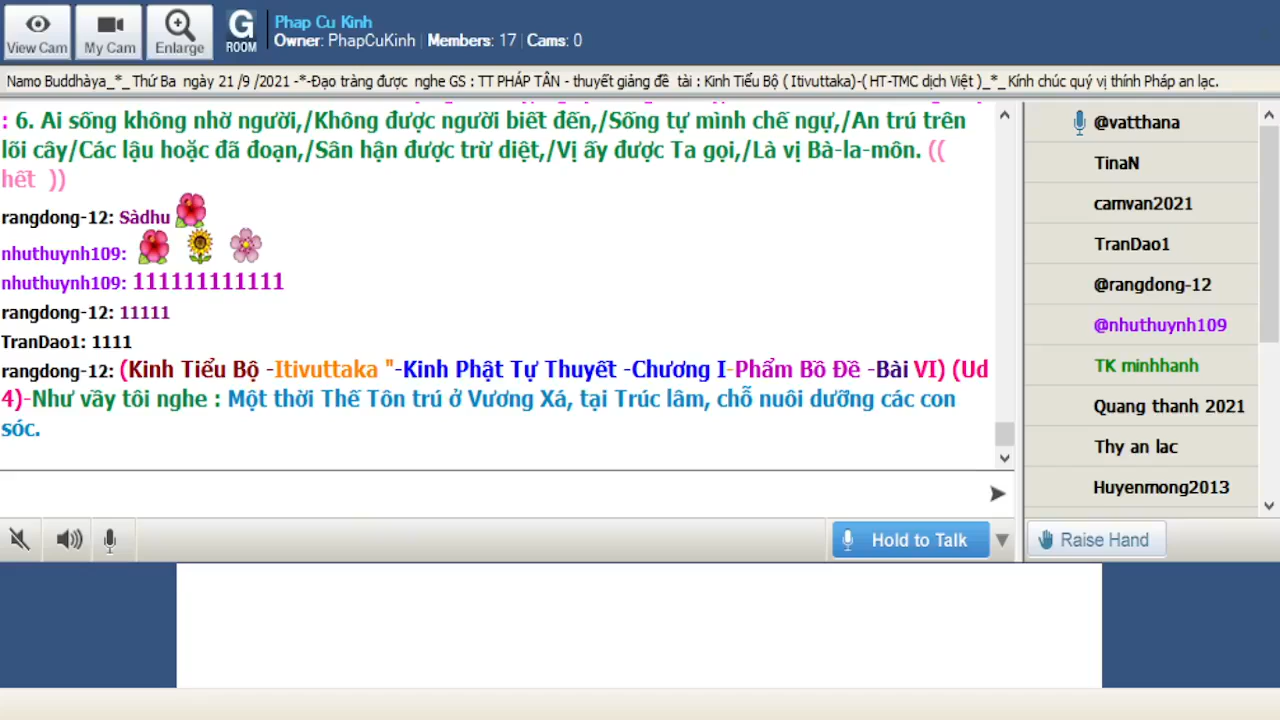 Phap Cu Kinh
Owner: PhapCuKinh | Members: 17 | Cams: 0
View Cam
My Cam
Enlarge
G
ROOM
Namo Buddhàya_*_Thứ Ba ngày 21 /9 /2021 -*-Đạo tràng được nghe GS : TT PHÁP TÂN - thuyết giảng đề tài : Kinh Tiểu Bộ ( Itivuttaka)-( HT-TMC dịch Việt )_*_Kính chúc quý vị thính Pháp an lạc.
: 6. Ai sống không nhờ người,/Không được người biết đến,/Sống tự mình chế ngự,/An trú trên
lõi cây/Các lậu hoặc đã đoạn,/Sân hận được trừ diệt,/Vị ấy được Ta gọi,/Là vị Bà-la-môn. ((
hết ))
rangdong-12: Sàdhu
nhuthuynh109:
nhuthuynh109: 111111111111
rangdong-12: 11111
TranDao1: 1111
rangdong-12: (Kinh Tiểu Bộ -Itivuttaka "-Kinh Phật Tự Thuyết -Chương I-Phẩm Bồ Đề -Bài VI) (Ud
4)-Như vầy tôi nghe : Một thời Thế Tôn trú ở Vương Xá, tại Trúc lâm, chỗ nuôi dưỡng các con
sóc.
@vatthana
TinaN
camvan2021
TranDao1
@rangdong-12
@nhuthuynh109
TK minhhanh
Quang thanh 2021
Thy an lac
Huyenmong2013
Hold to Talk
Raise Hand